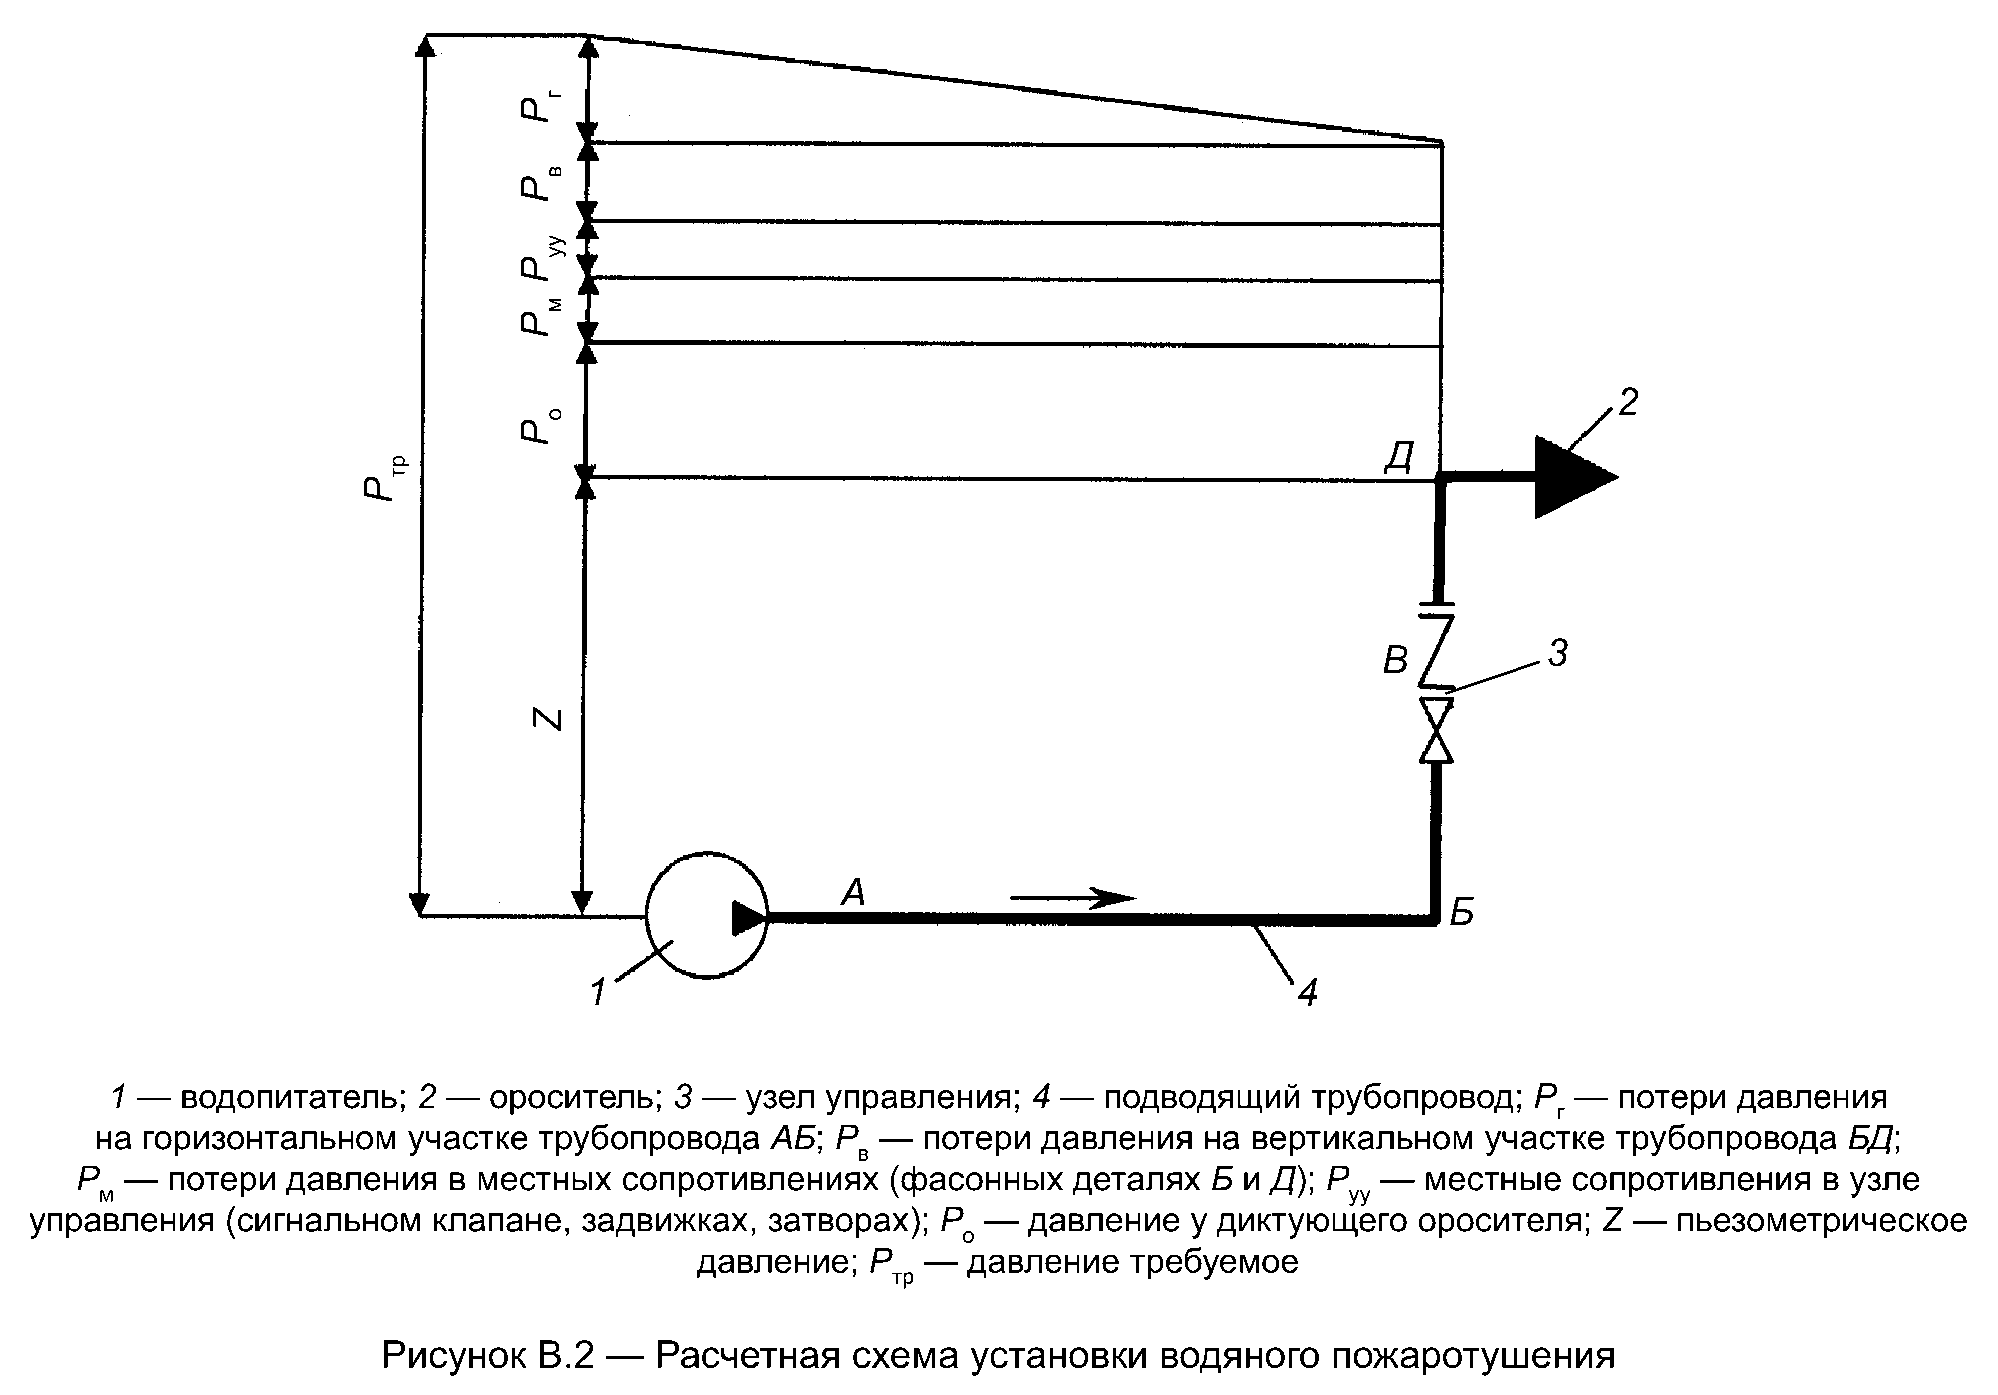 Pг
Pв
Pуу
Pм
Pо
Pтр
Z
Д
2
В
3
А
Б
1
4
1 — водопитатель; 2 — ороситель; 3 — узел управления; 4 — подводящий трубопровод; Pг — потери давления
на горизонтальном участке трубопровода АБ; Pв — потери давления на вертикальном участке трубопровода БД;
Pм — потери давления в местных сопротивлениях (фасонных деталях Б и Д); Pуу — местные сопротивления в узле
управления (сигнальном клапане, задвижках, затворах); Pо — давление у диктующего оросителя; Z — пьезометрическое
давление; Pтр — давление требуемое
Рисунок В.2 — Расчетная схема установки водяного пожаротушения